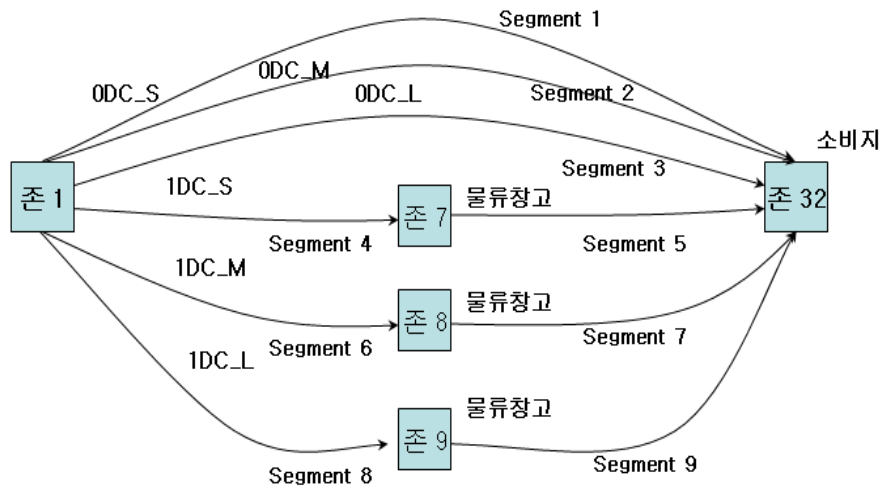 Segment 1
0DC_M
0DC_S
0DC_L
Segment 2
소비지
Segment 3
존 1
1DC_S
물류창고
존 7
존 32
Segment 4
Segment 5
1DC_M
물류창고
존 8
Segment 6
Segment 7
1DC_L
물류창고
존 9
Segment 8
Segment 9